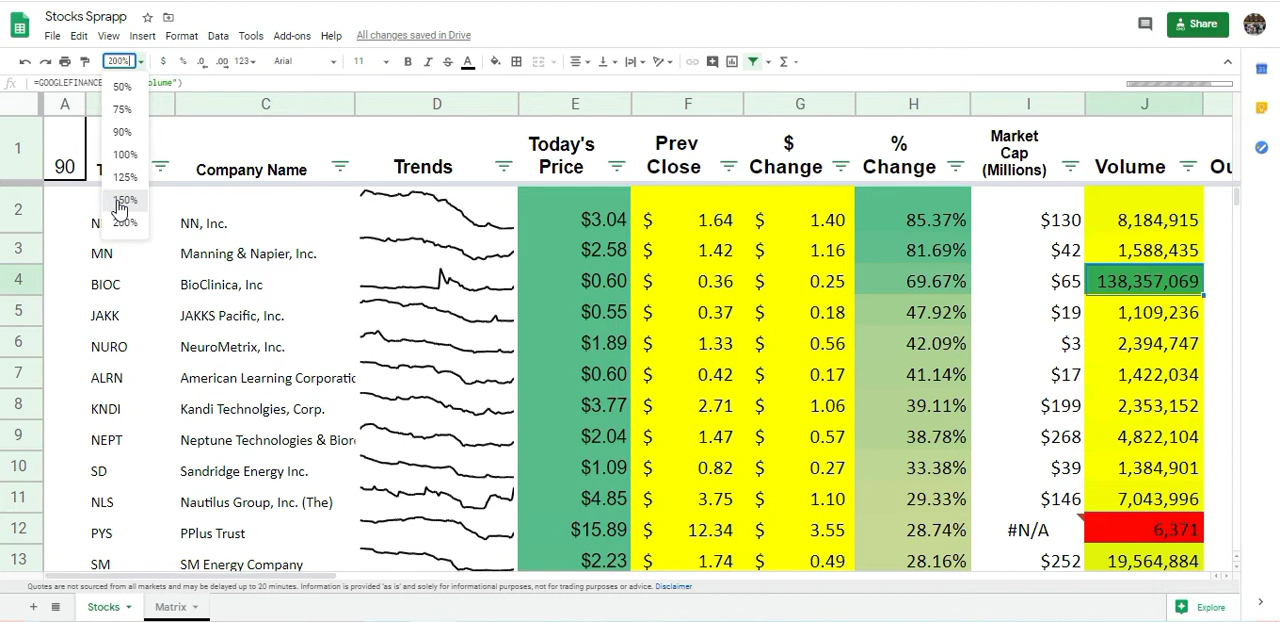 Stocks Sprapp
Share
File Edit View Insert Format Data Tools Add-ons Help All changes saved in Drive
200% $ % .0 .00 123 Arial 11 B I S A
fx =GOOGLEFINANCE olume")
50%
75%
90%
100%
125%
150%
200%
A C D E F G H I J
1 90 T Company Name Trends Today's Price Prev Close $ Change % Change Market Cap (Millions) Volume Ou
2 N NN, Inc. $3.04 $ 1.64 $ 1.40 85.37% $130 8,184,915
3 MN Manning & Napier, Inc. $2.58 $ 1.42 $ 1.16 81.69% $42 1,588,435
4 BIOC BioClinica, Inc $0.60 $ 0.36 $ 0.25 69.67% $65 138,357,069
5 JAKK JAKKS Pacific, Inc. $0.55 $ 0.37 $ 0.18 47.92% $19 1,109,236
6 NURO NeuroMetrix, Inc. $1.89 $ 1.33 $ 0.56 42.09% $3 2,394,747
7 ALRN American Learning Corporatic $0.60 $ 0.42 $ 0.17 41.14% $17 1,422,034
8 KNDI Kandi Technolgies, Corp. $3.77 $ 2.71 $ 1.06 39.11% $199 2,353,152
9 NEPT Neptune Technologies & Bior $2.04 $ 1.47 $ 0.57 38.78% $268 4,822,104
10 SD Sandridge Energy Inc. $1.09 $ 0.82 $ 0.27 33.38% $39 1,384,901
11 NLS Nautilus Group, Inc. (The) $4.85 $ 3.75 $ 1.10 29.33% $146 7,043,996
12 PYS PPlus Trust $15.89 $ 12.34 $ 3.55 28.74% #N/A 6,371
13 SM SM Energy Company $2.23 $ 1.74 $ 0.49 28.16% $252 19,564,884
Quotes are not sourced from all markets and may be delayed up to 20 minutes. Information is provided 'as is' and solely for informational purposes, not for trading purposes or advice. Disclaimer
Stocks Matrix Explore